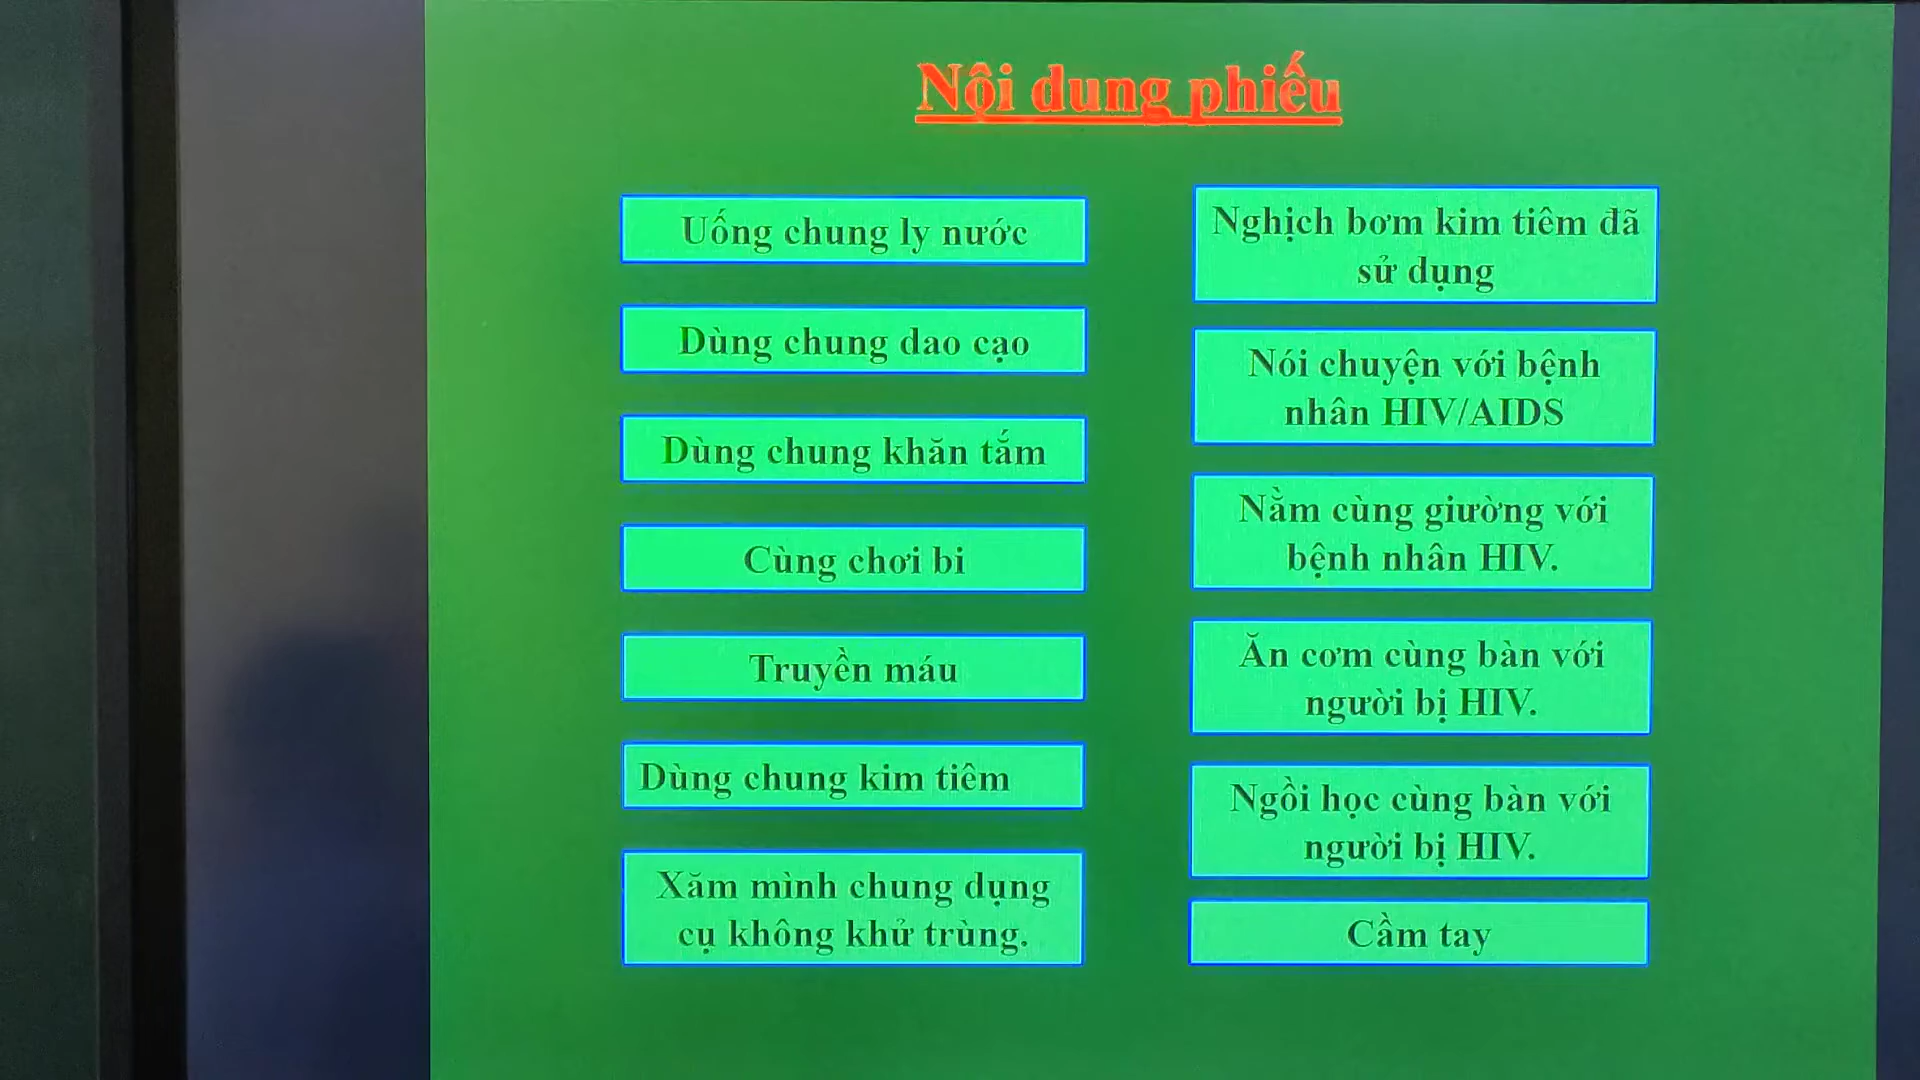 Nội dung phiếu
Uống chung ly nước
Dùng chung dao cạo
Dùng chung khăn tắm
Cùng chơi bi
Truyền máu
Dùng chung kim tiêm
Xăm mình chung dụng
cụ không khử trùng.
Nghịch bơm kim tiêm đã
sử dụng
Nói chuyện với bệnh
nhân HIV/AIDS
Nằm cùng giường với
bệnh nhân HIV.
Ăn cơm cùng bàn với
người bị HIV.
Ngồi học cùng bàn với
người bị HIV.
Cầm tay